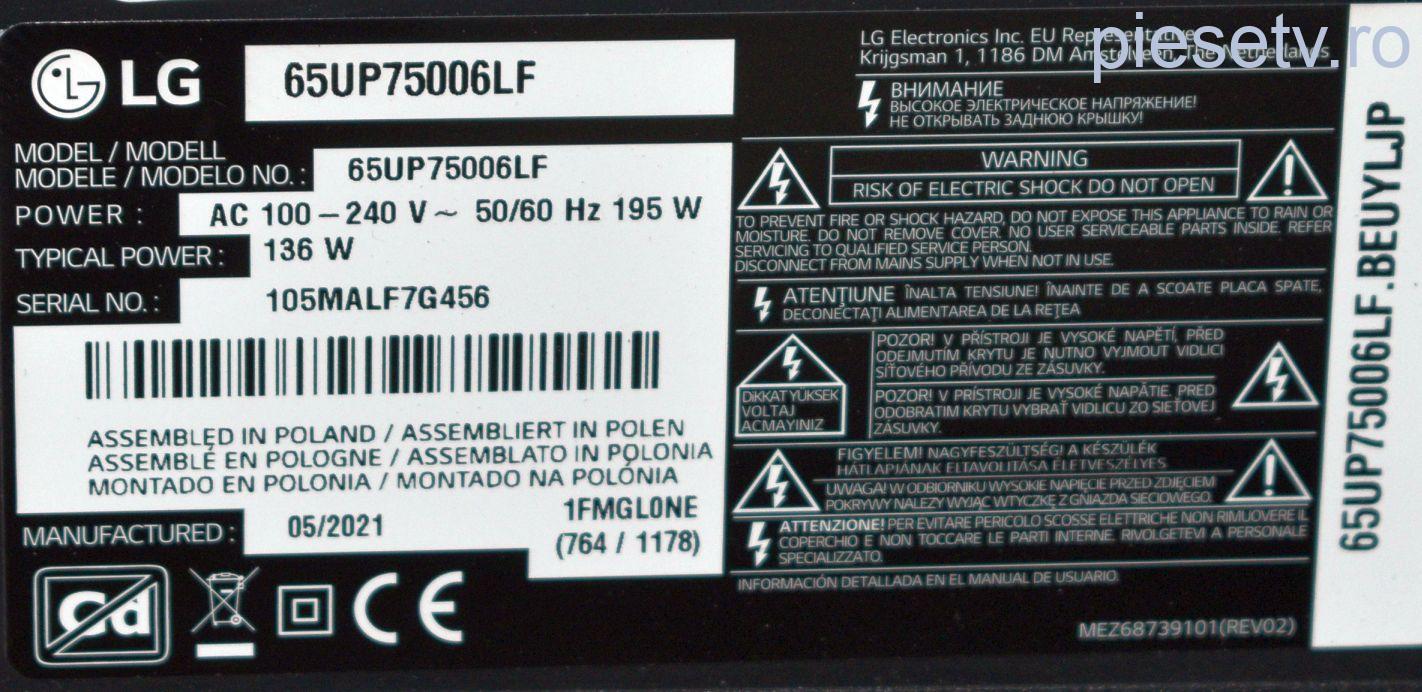 LG
65UP75006LF
MODEL / MODELL
MODELE / MODELO NO. :
65UP75006LF
POWER :
AC 100 – 240 V ~ 50/60 Hz 195 W
TYPICAL POWER :
136 W
SERIAL NO. :
105MALF7G456
ASSEMBLED IN POLAND / ASSEMBLIERT IN POLEN
ASSEMBLÉ EN POLOGNE / ASSEMBLATO IN POLONIA
MONTADO EN POLONIA / MONTADO NA POLÓNIA
MANUFACTURED :
05/2021
1FMGL0NE
(764 / 1178)
Cd
CE
LG Electronics Inc. EU Representative
Krijgsman 1, 1186 DM Amstelveen, The Netherlands
piesetv.ro
ВНИМАНИЕ
ВЫСОКОЕ ЭЛЕКТРИЧЕСКОЕ НАПРЯЖЕНИЕ!
НЕ ОТКРЫВАТЬ ЗАДНЮЮ КРЫШКУ!
WARNING
RISK OF ELECTRIC SHOCK DO NOT OPEN
TO PREVENT FIRE OR SHOCK HAZARD, DO NOT EXPOSE THIS APPLIANCE TO RAIN OR
MOISTURE. DO NOT REMOVE COVER. NO USER SERVICEABLE PARTS INSIDE. REFER
SERVICING TO QUALIFIED SERVICE PERSON.
DISCONNECT FROM MAINS SUPPLY WHEN NOT IN USE.
ATENŢIUNE ÎNALTA TENSIUNE! ÎNAINTE DE A SCOATE PLACA SPATE,
DECONECTAŢI ALIMENTAREA DE LA REŢEA
DİKKAT YÜKSEK
VOLTAJ
ACMAYINIZ
POZOR! V PŘÍSTROJI JE VYSOKÉ NAPĚTÍ, PŘED
ODEJMUTÍM KRYTU JE NUTNO VYJMOUT VIDLICI
SÍŤOVÉHO PŘÍVODU ZE ZÁSUVKY.
POZOR! V PRÍSTROJI JE VYSOKÉ NAPÄTIE. PRED
ODOBRATIM KRYTU VYBRAŤ VIDLICU ZO SIEŤOVEJ
ZÁSUVKY.
FIGYELEM! NAGYFESZÜLTSÉG! A KÉSZÜLÉK
HÁTLAPJÁNAK ELTAVOLITÁSA ÉLETVESZÉLYES
UWAGA! W ODBIORNIKU WYSOKIE NAPIĘCIE PRZED ZDJĘCIEM
POKRYWY NALEŻY WYJĄĆ WTYCZKĘ Z GNIAZDA SIECIOWEGO.
ATTENZIONE! PER EVITARE PERICOLO SCOSSE ELETTRICHE NON RIMUOVERE IL
COPERCHIO E NON TOCCARE LE PARTI INTERNE. RIVOLGETEVI A PERSONALE
SPECIALIZZATO.
INFORMACIÓN DETALLADA EN EL MANUAL DE USUARIO.
MEZ68739101(REV02)
65UP75006LF.BEUYLJP